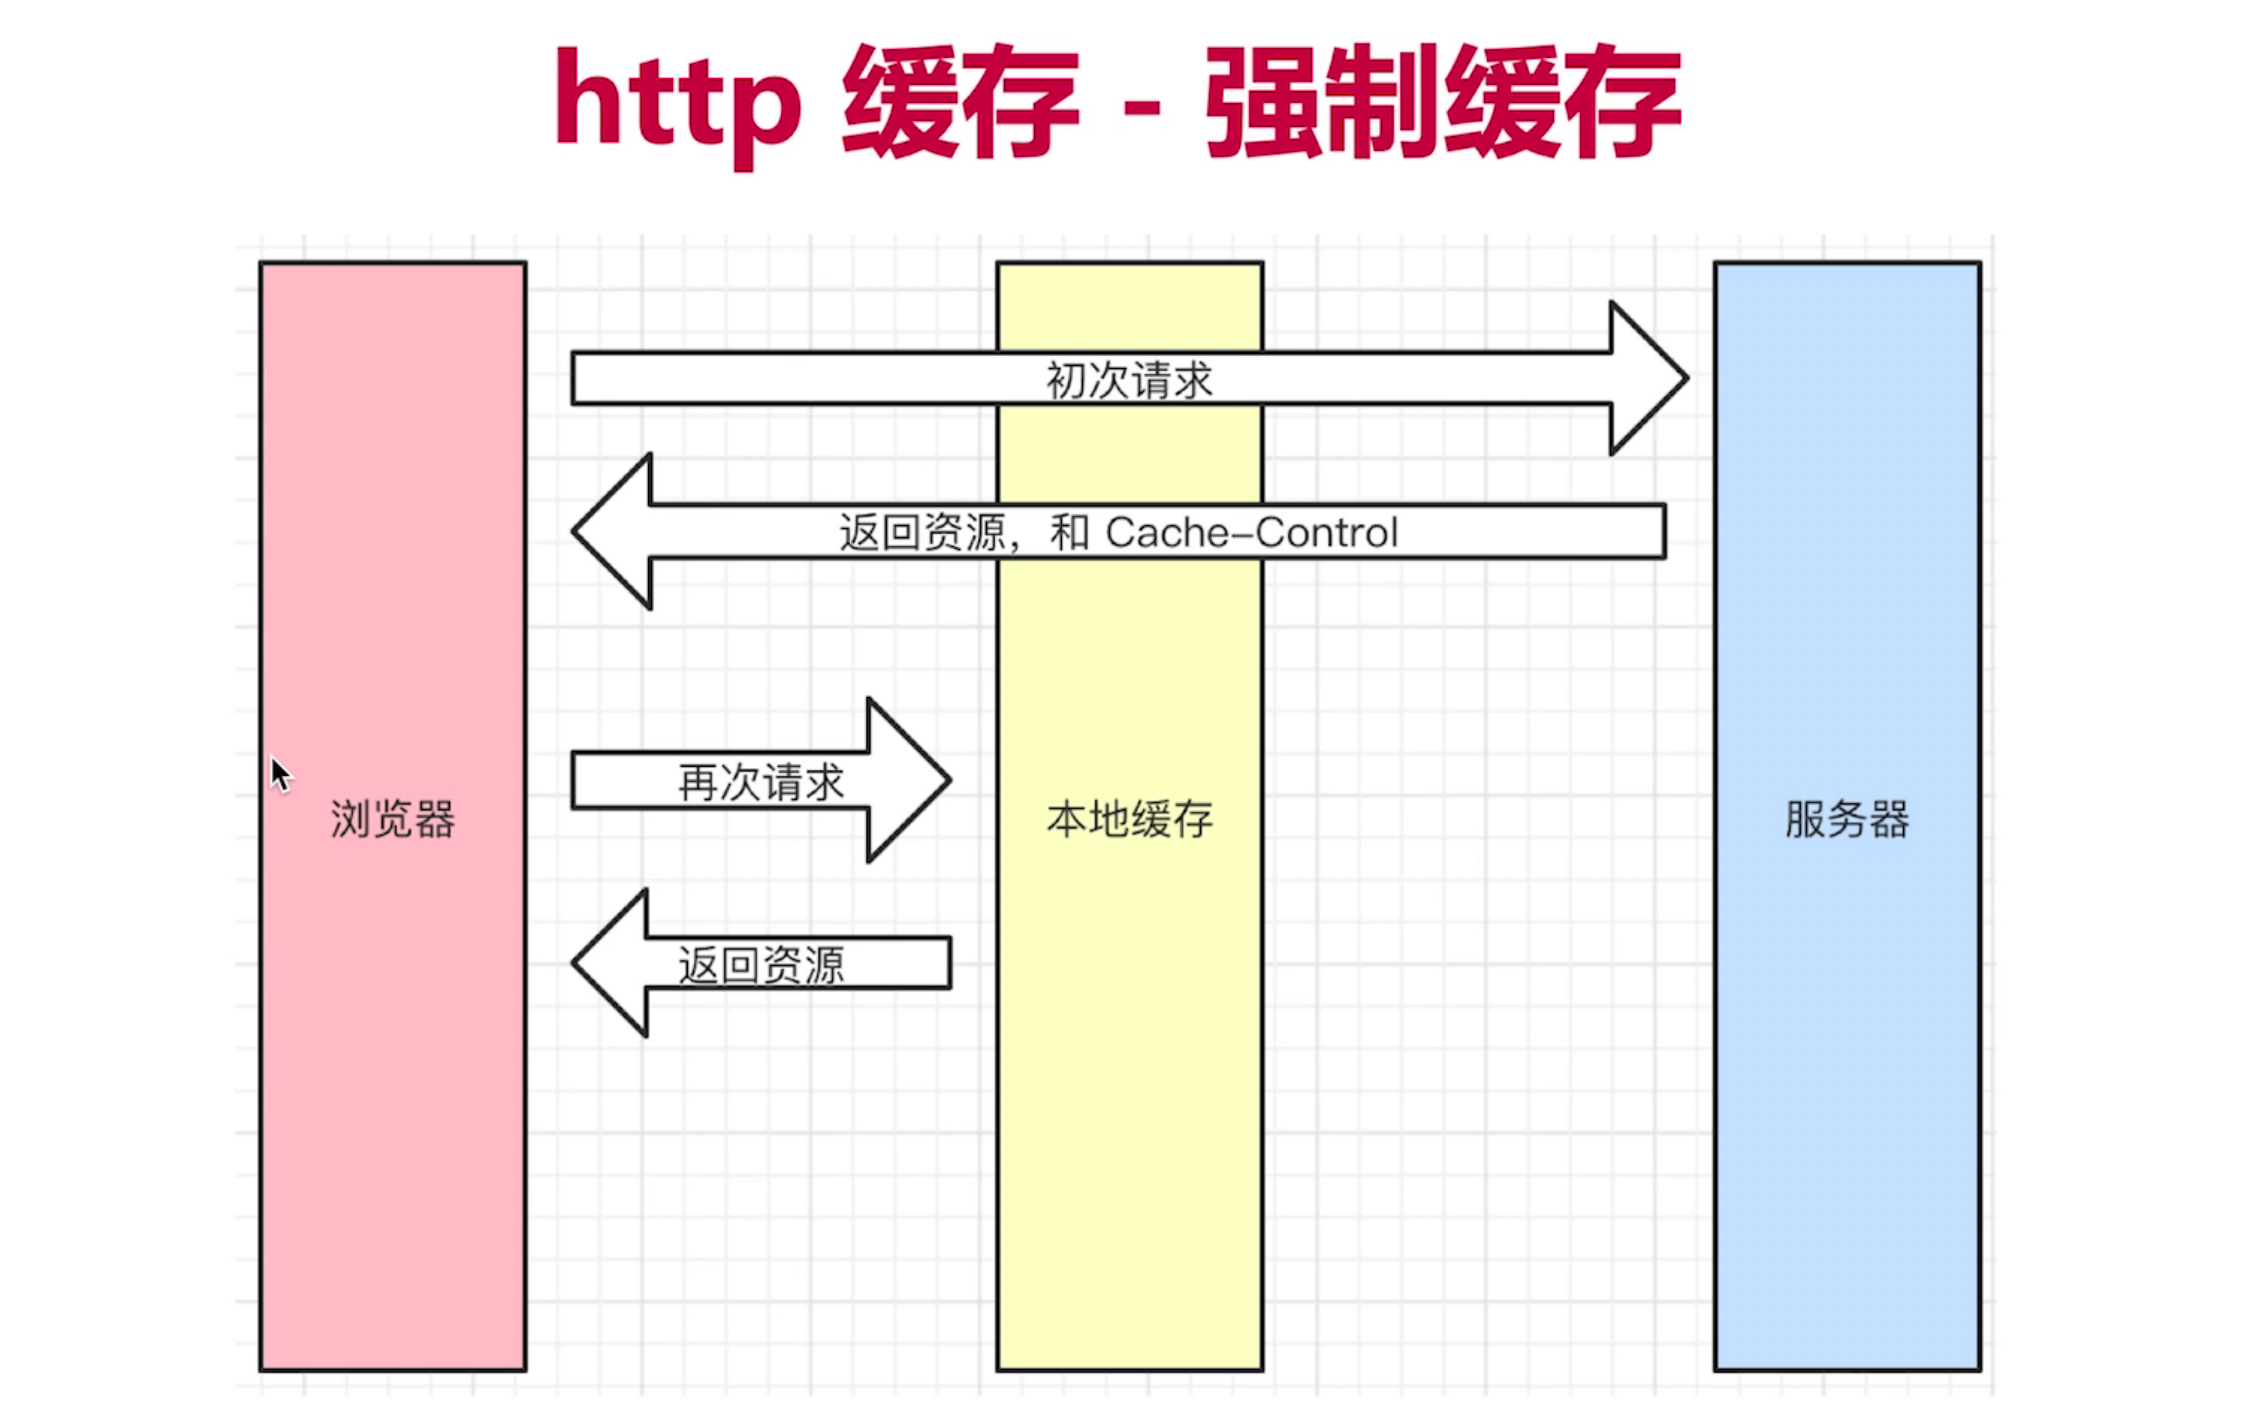 http 缓存 - 强制缓存
初次请求
返回资源，和 Cache-Control
再次请求
浏览器
本地缓存
服务器
返回资源